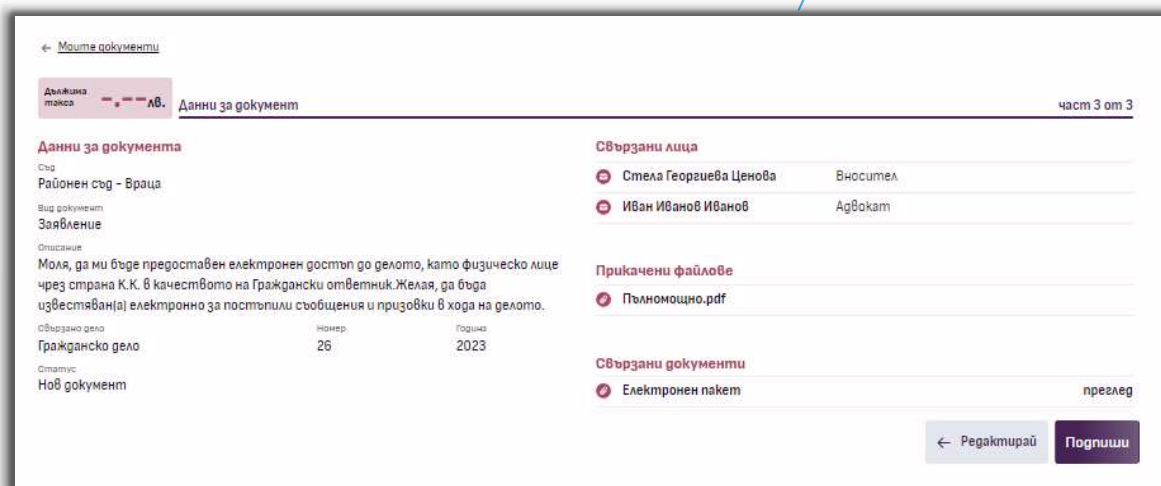 ← Моите документи
Дължима такса -.--лв.
Данни за документ
част 3 от 3
Данни за документа
Съд
Районен съд - Враца
Вид документ
Заявление
Описание
Моля, да ми бъде предоставен електронен достъп до делото, като физическо лице
чрез страна К.К. в качеството на Граждански ответник.Желая, да бъда
известяван(а) електронно за постъпили съобщения и призовки в хода на делото.
Свързано дело Номер Година
Гражданско дело 26 2023
Статус
Нов документ
Свързани лица
Стела Георгиева Ценова Вносител
Иван Иванов Иванов Адвокат
Прикачени файлове
Пълномощно.pdf
Свързани документи
Електронен пакет преглед
← Редактирай Подпиши